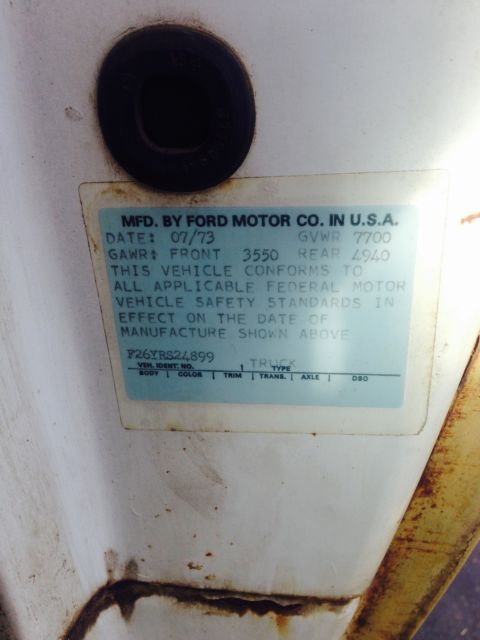 MFD. BY FORD MOTOR CO. IN U.S.A.
DATE: 07/73 GVWR 7700
GAWR: FRONT 3550 REAR 4940
THIS VEHICLE CONFORMS TO
ALL APPLICABLE FEDERAL MOTOR
VEHICLE SAFETY STANDARDS IN
EFFECT ON THE DATE OF
MANUFACTURE SHOWN ABOVE
F26YRS24899 TRUCK
VEH. IDENT. NO. TYPE
BODY COLOR TRIM TRANS. AXLE DSO